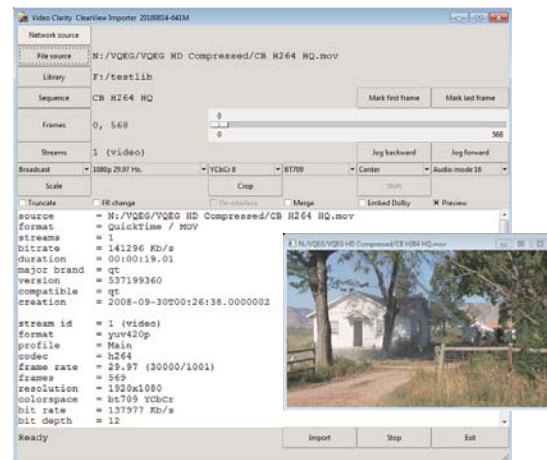 Video Clarity ClearView Importer 20180814-641M
Network source
File source N:/VQEG/VQEG HD Compressed/CB H264 HQ.mov
Library F:/testlib
Sequence CB H264 HQ Mark first frame Mark last frame
0
Frames 0, 568
0 568
Streams 1 (video) Jog backward Jog forward
Broadcast 1080p 29.97 Hz. YCbCr 8 BT709 Center Audio mode 16
Scale Crop Shift
Truncate FR change De-interlace Merge Embed Dolby Preview
source = N:/VQEG/VQEG HD Compressed/CB H264 HQ.mov
format = QuickTime / MOV
streams = 1
bitrate = 141296 Kb/s
duration = 00:00:19.01
major brand = qt
version = 537199360
compatible = qt
creation = 2008-09-30T00:26:38.0000002
N:/VQEG/VQEG HD Compressed/CB H264 HQ.mov
stream id = 1 (video)
format = yuv420p
profile = Main
codec = h264
frame rate = 29.97 (30000/1001)
frames = 569
resolution = 1920x1080
colorspace = bt709 YCbCr
bit rate = 137977 Kb/s
bit depth = 12
Ready Import Stop Exit